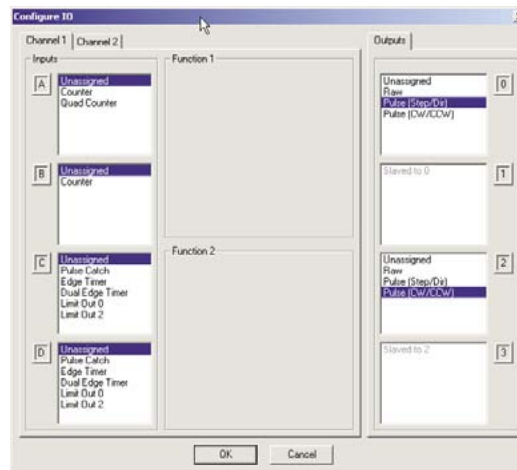 Configure IO
Channel 1
Channel 2
Inputs
A
Unassigned
Counter
Quad Counter
B
Unassigned
Counter
C
Unassigned
Pulse Catch
Edge Timer
Dual Edge Timer
Limit Out 0
Limit Out 2
D
Unassigned
Pulse Catch
Edge Timer
Dual Edge Timer
Limit Out 0
Limit Out 2
Function 1
Function 2
Outputs
Unassigned
Raw
Pulse (Step/Dir)
Pulse (CW/CCW)
0
Slaved to 0
1
Unassigned
Raw
Pulse (Step/Dir)
Pulse (CW/CCW)
2
Slaved to 2
3
OK
Cancel